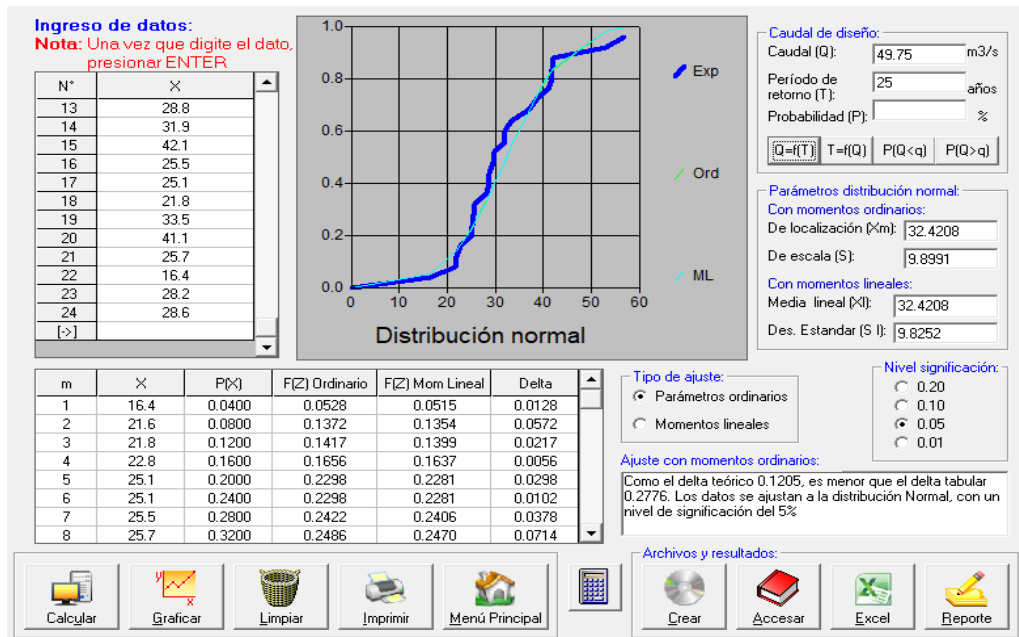 Ingreso de datos:
Nota: Una vez que digite el dato,
presionar ENTER
N° X
13 28.8
14 31.9
15 42.1
16 25.5
17 25.1
18 21.8
19 33.5
20 41.1
21 25.7
22 16.4
23 28.2
24 28.6
[->]
1.0
0.8
0.6
0.4
0.2
0.0
0 10 20 30 40 50 60
Distribución normal
Exp
Ord
ML
Caudal de diseño:
Caudal (Q): 49.75 m3/s
Período de
retorno (T): 25 años
Probabilidad (P): %
Q=f(T) T=f(Q) P(Q<q) P(Q>q)
Parámetros distribución normal:
Con momentos ordinarios:
De localización (Xm): 32.4208
De escala (S): 9.8991
Con momentos lineales:
Media lineal (Xl): 32.4208
Des. Estandar (S l): 9.8252
m X P(X) F(Z) Ordinario F(Z) Mom Lineal Delta
1 16.4 0.0400 0.0528 0.0515 0.0128
2 21.6 0.0800 0.1372 0.1354 0.0572
3 21.8 0.1200 0.1417 0.1399 0.0217
4 22.8 0.1600 0.1656 0.1637 0.0056
5 25.1 0.2000 0.2298 0.2281 0.0298
6 25.1 0.2400 0.2298 0.2281 0.0102
7 25.5 0.2800 0.2422 0.2406 0.0378
8 25.7 0.3200 0.2486 0.2470 0.0714
Tipo de ajuste:
Parámetros ordinarios
Momentos lineales
Nivel significación:
0.20
0.10
0.05
0.01
Ajuste con momentos ordinarios:
Como el delta teórico 0.1205, es menor que el delta tabular
0.2776. Los datos se ajustan a la distribución Normal, con un
nivel de significación del 5%
Calcular Graficar Limpiar Imprimir Menú Principal
Archivos y resultados:
Crear Accesar Excel Reporte